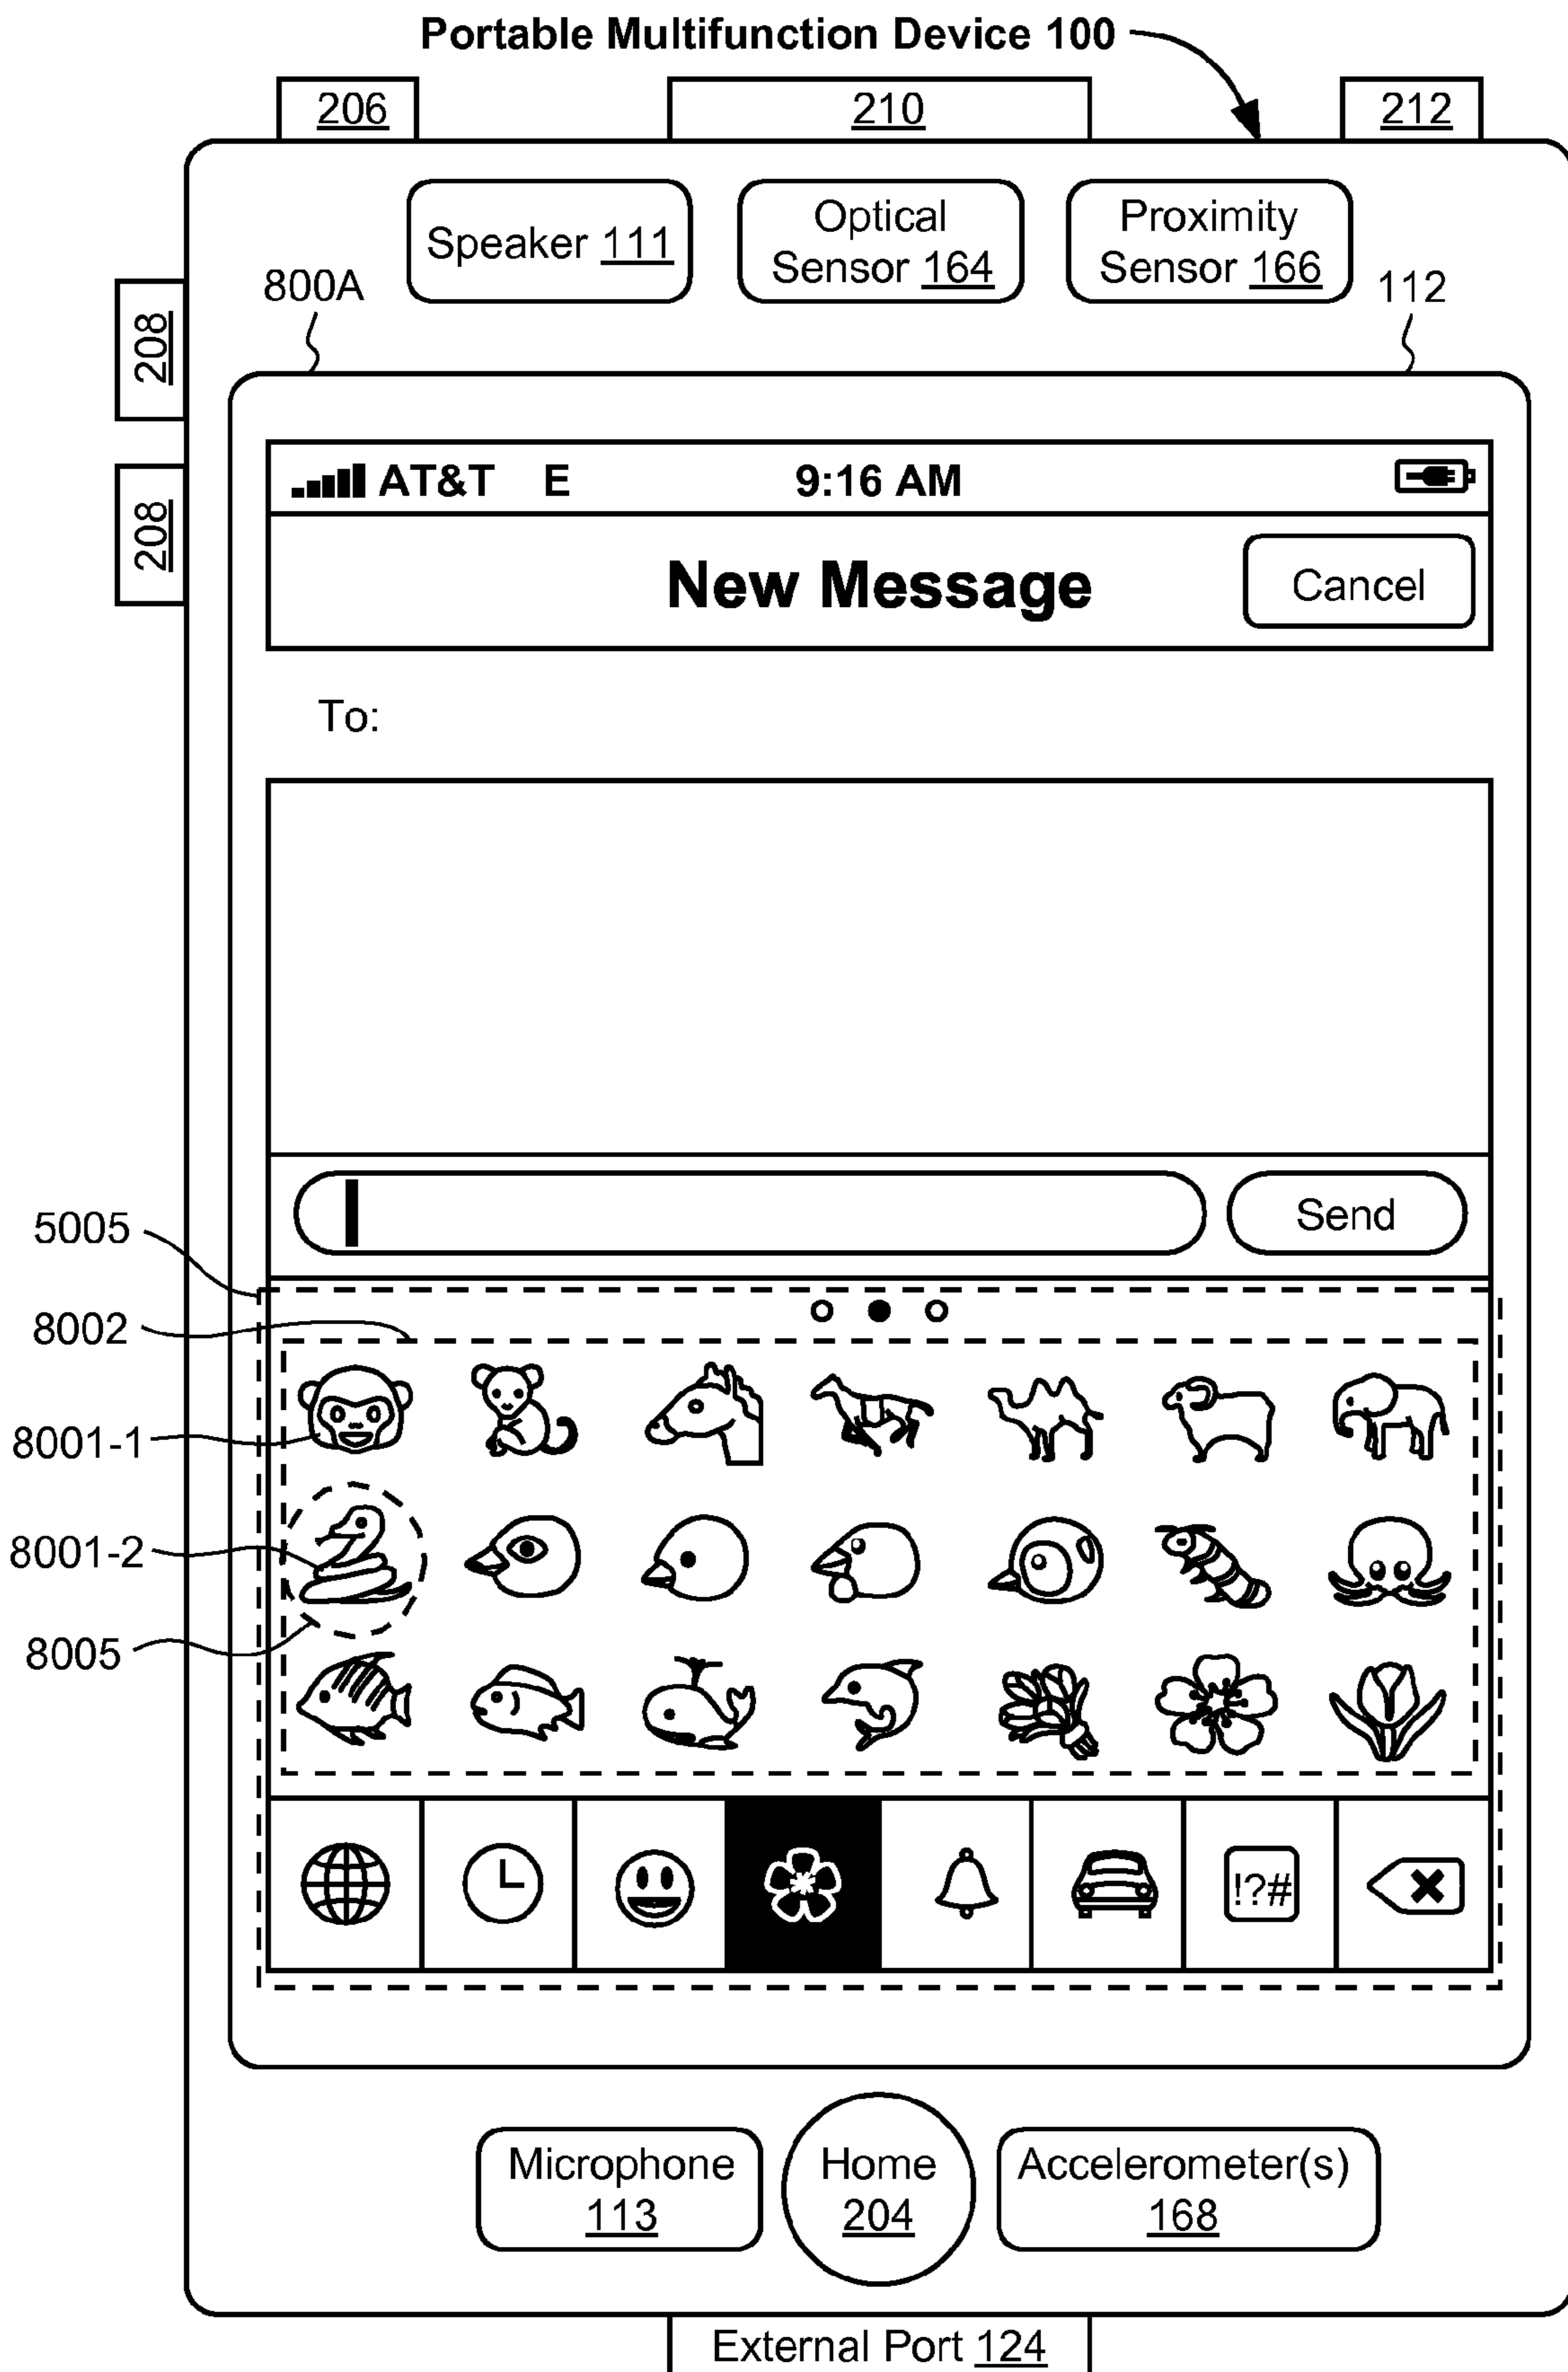 Portable Multifunction Device 100
206
210
212
Speaker 111
Optical
Sensor 164
Proximity
Sensor 166
800A
112
208
208
AT&T E 9:16 AM
New Message
Cancel
To:
Send
5005
8002
8001-1
8001-2
8005
!?#
Microphone
113
Home
204
Accelerometer(s)
168
External Port 124